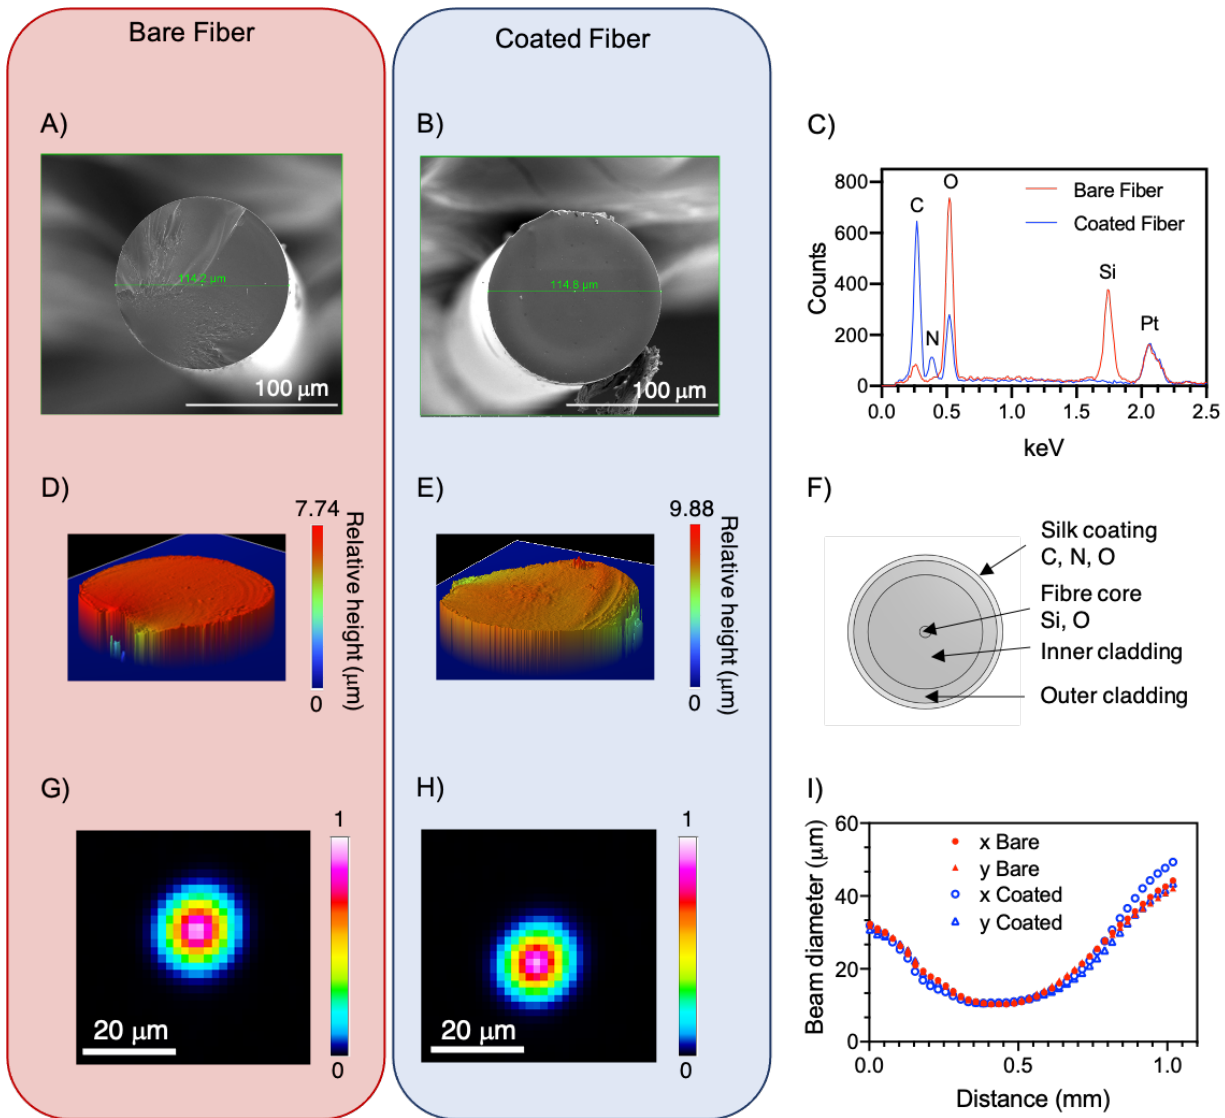 Bare Fiber
Coated Fiber
A)
114.2 µm
100 µm
B)
114.8 µm
100 µm
C)
800
600
400
200
0
Counts
C
N
O
Si
Pt
Bare Fiber
Coated Fiber
0.0 0.5 1.0 1.5 2.0 2.5
keV
D)
7.74
Relative height (µm)
0
E)
9.88
Relative height (µm)
0
F)
Silk coating
C, N, O
Fibre core
Si, O
Inner cladding
Outer cladding
G)
1
20 µm
0
H)
1
20 µm
0
I)
60
40
20
0
Beam diameter (µm)
x Bare
y Bare
x Coated
y Coated
0.0 0.5 1.0
Distance (mm)